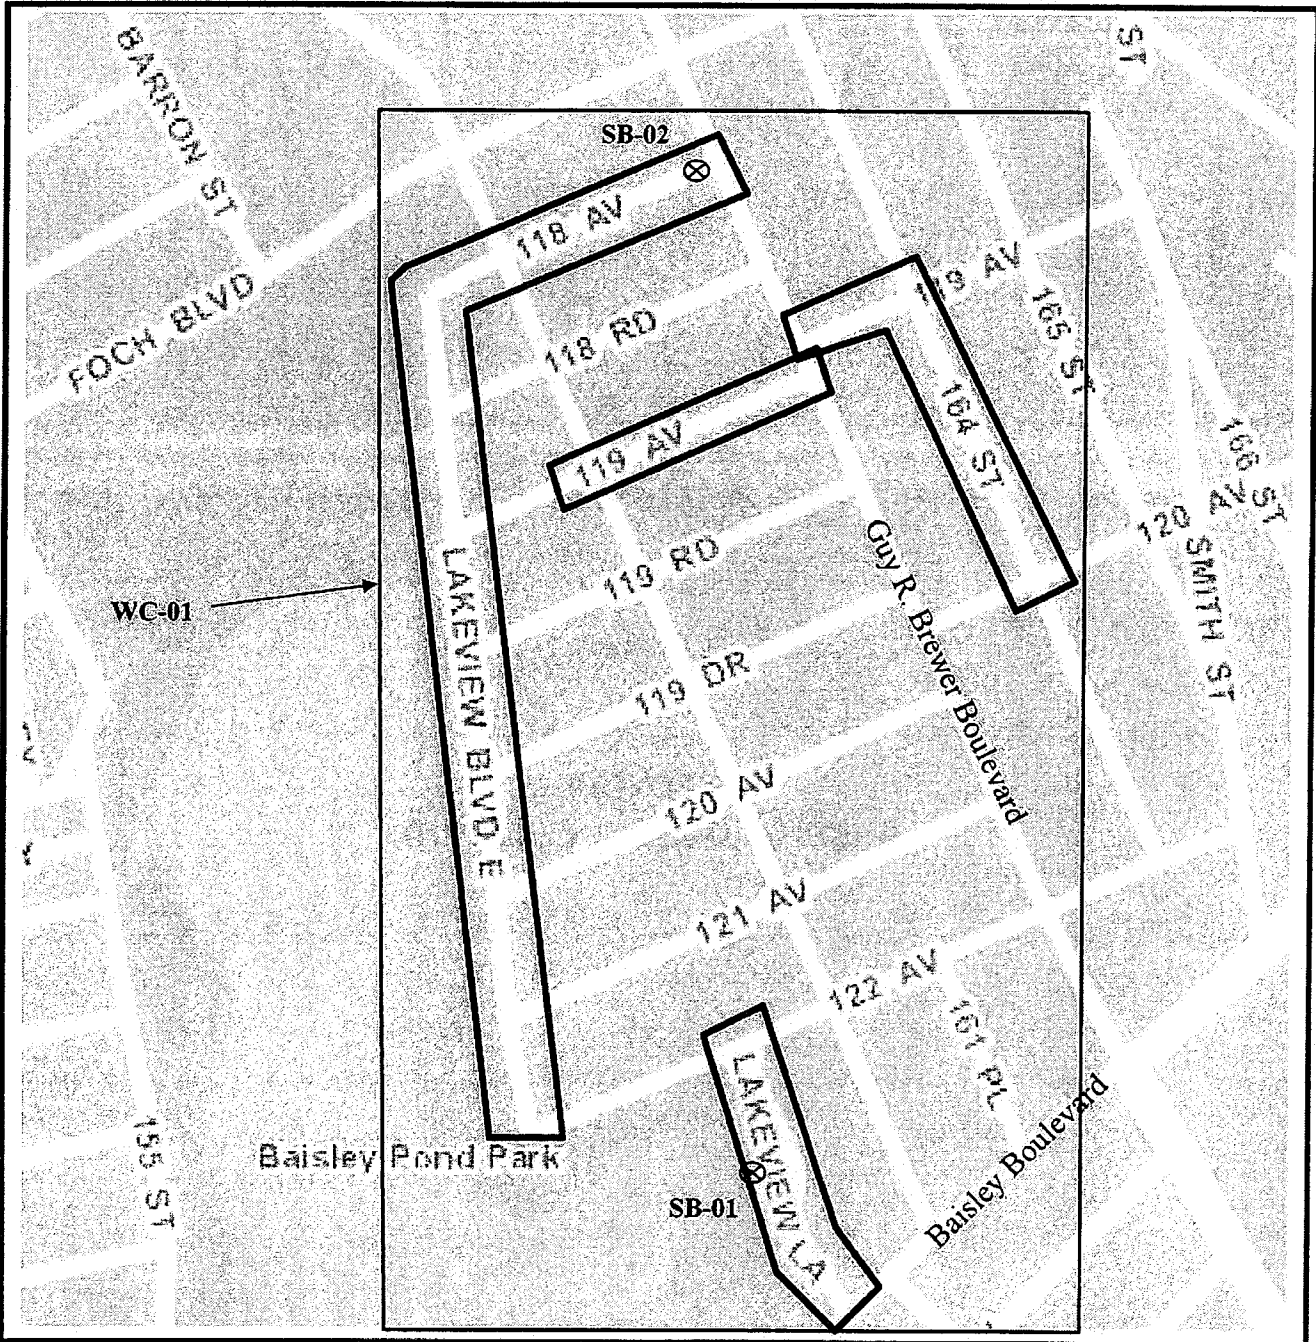 BARRON ST
ST
SB-02
118 AV
119 AV
FOCH BLVD
118 RD
165 ST
164 ST
119 AV
166 ST
120 AV
SMITH ST
119 RD
Guy R. Brewer Boulevard
WC-01
LAKEVIEW BLVD. E
119 DR
120 AV
121 AV
122 AV
161 PL
LAKEVIEW LA
155 ST
Baisley Pond Park
SB-01
Baisley Boulevard